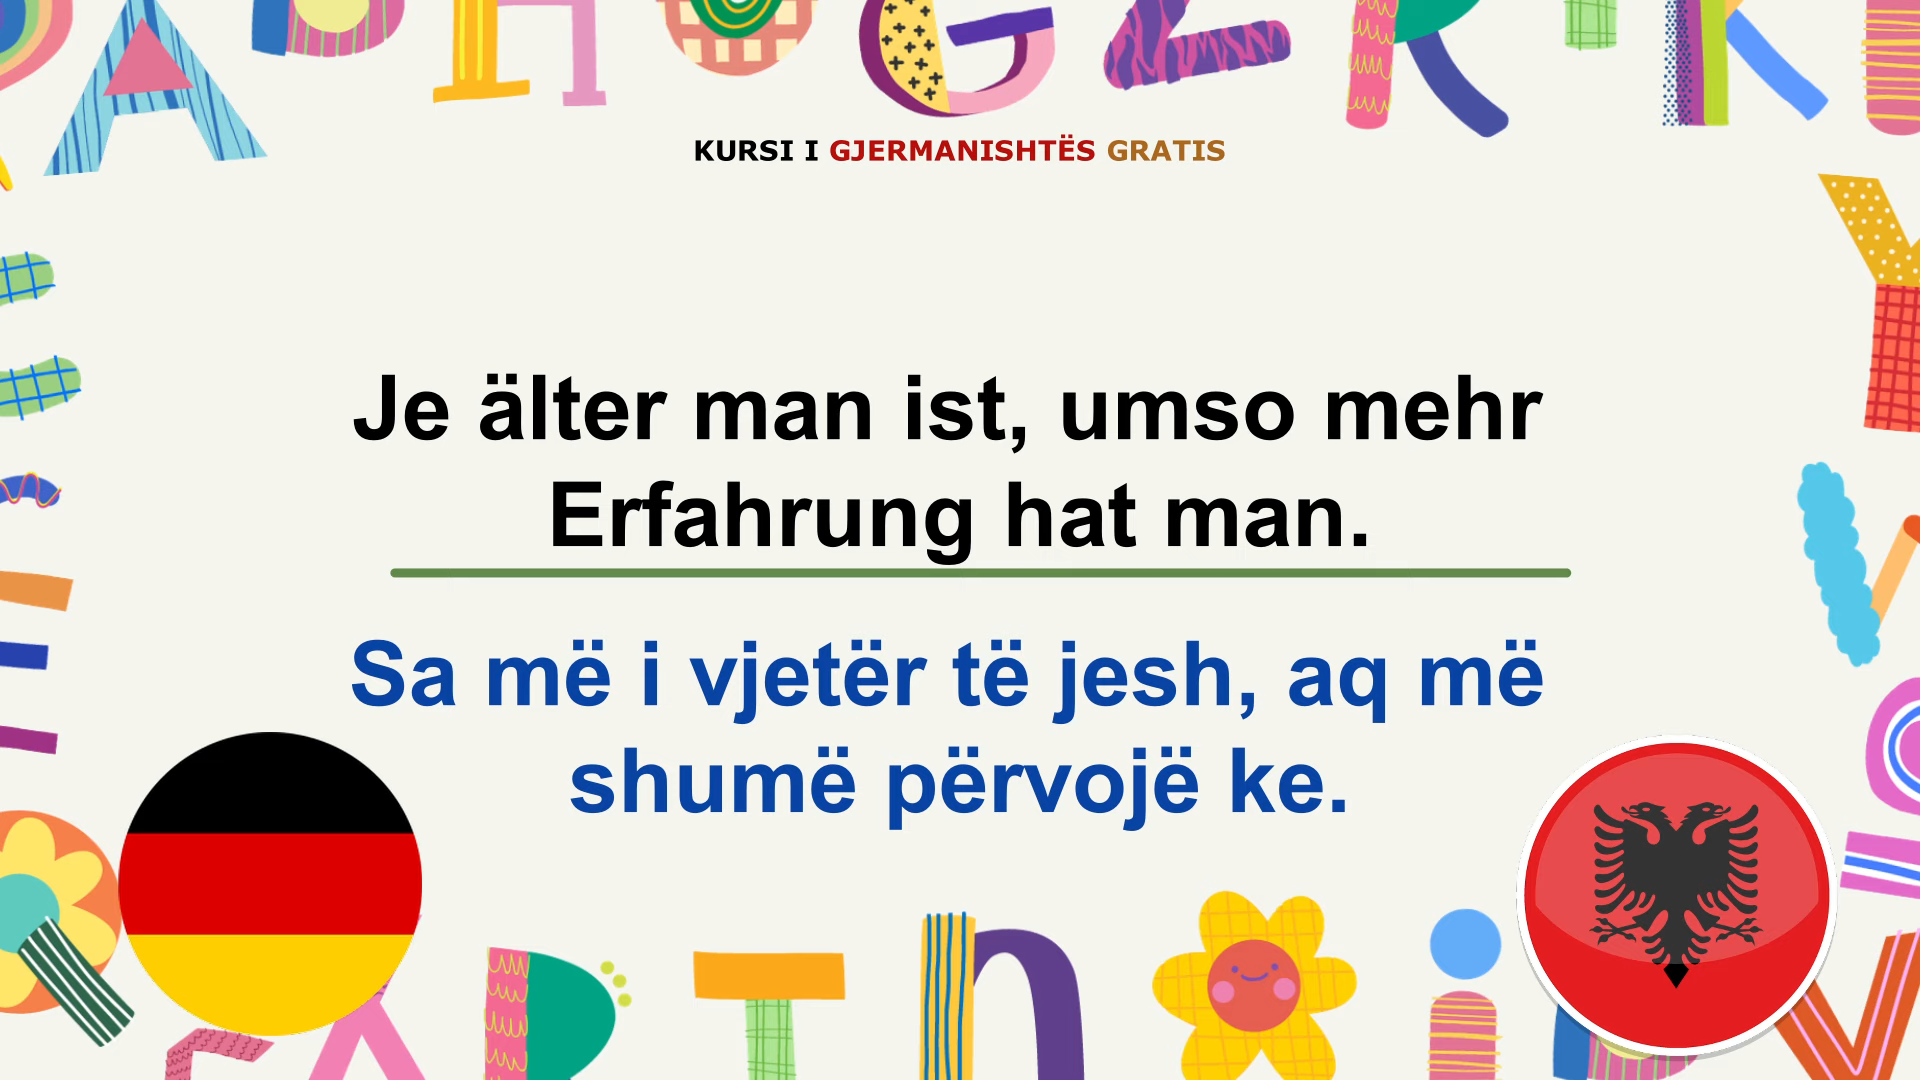 KURSI I GJERMANISHTËS GRATIS
Je älter man ist, umso mehr
Erfahrung hat man.
Sa më i vjetër të jesh, aq më
shumë përvojë ke.